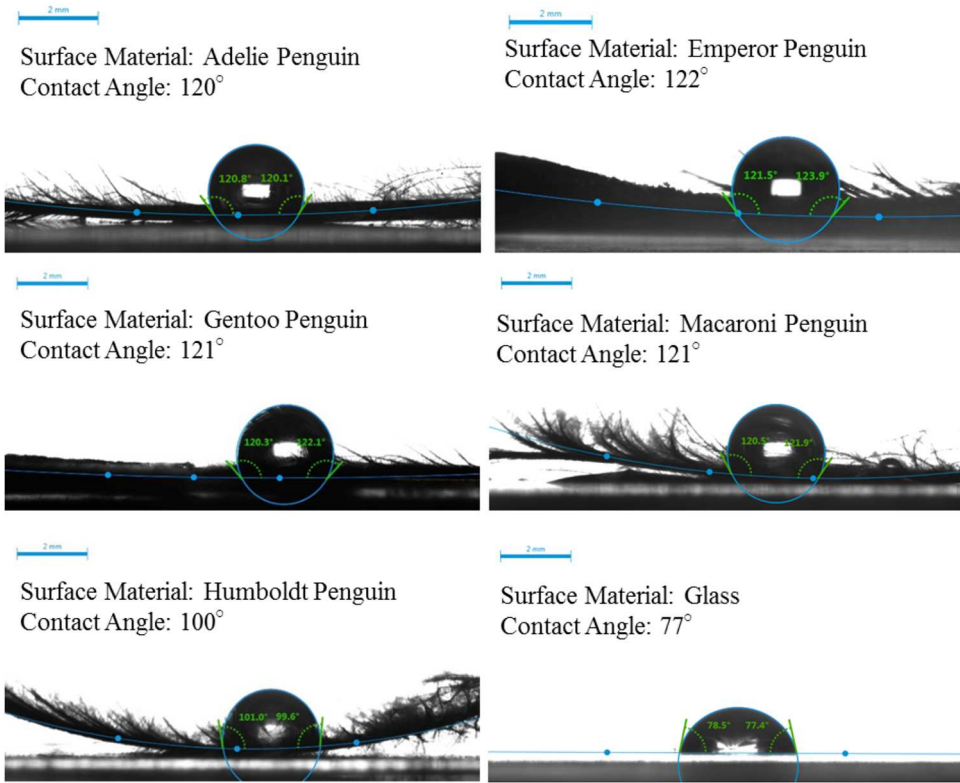 2 mm
Surface Material: Adelie Penguin
Contact Angle: 120°
120.8° 120.1°
2 mm
Surface Material: Emperor Penguin
Contact Angle: 122°
121.5° 123.9°
2 mm
Surface Material: Gentoo Penguin
Contact Angle: 121°
120.3° 122.1°
2 mm
Surface Material: Macaroni Penguin
Contact Angle: 121°
120.5° 121.9°
2 mm
Surface Material: Humboldt Penguin
Contact Angle: 100°
101.0° 99.6°
2 mm
Surface Material: Glass
Contact Angle: 77°
78.5° 77.4°